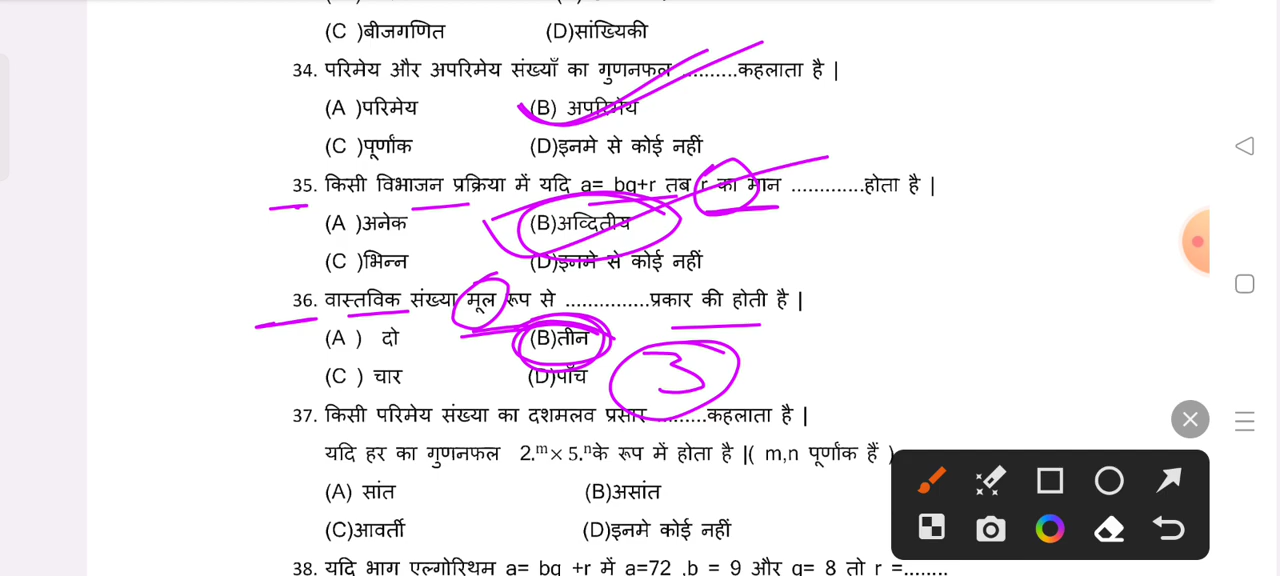 (C )बीजगणित (D)सांख्यिकी
34. परिमेय और अपरिमेय संख्याँ का गुणनफल ..........कहलाता है |
(A )परिमेय (B) अपरिमेय
(C )पूर्णांक (D)इनमे से कोई नहीं
35. किसी विभाजन प्रक्रिया में यदि a= bq+r तब r का मान .............होता है |
(A )अनेक (B)अव्दितीय
(C )भिन्न (D)इनमे से कोई नहीं
36. वास्तविक संख्या मूल रूप से ...............प्रकार की होती है |
(A ) दो (B)तीन
(C ) चार (D)पाँच
3
37. किसी परिमेय संख्या का दशमलव प्रसार .........कहलाता है |
यदि हर का गुणनफल 2.ᵐ× 5.ⁿके रूप में होता है |( m,n पूर्णांक हैं )
(A) सांत (B)असांत
(C)आवर्ती (D)इनमे कोई नहीं
38. यदि भाग एल्गोरिथम a= bq +r में a=72 ,b = 9 और q= 8 तो r =........